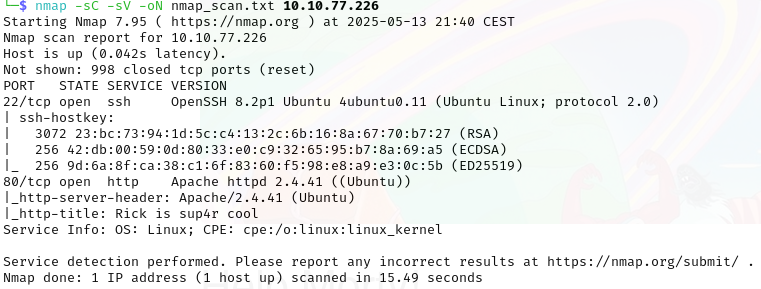 └─$ nmap -sC -sV -oN nmap_scan.txt 10.10.77.226
Starting Nmap 7.95 ( https://nmap.org ) at 2025-05-13 21:40 CEST
Nmap scan report for 10.10.77.226
Host is up (0.042s latency).
Not shown: 998 closed tcp ports (reset)
PORT   STATE SERVICE VERSION
22/tcp open  ssh     OpenSSH 8.2p1 Ubuntu 4ubuntu0.11 (Ubuntu Linux; protocol 2.0)
| ssh-hostkey:
|   3072 23:bc:73:94:1d:5c:c4:13:2c:6b:16:8a:67:70:b7:27 (RSA)
|   256 42:db:00:59:0d:80:33:e0:c9:32:65:95:b7:8a:69:a5 (ECDSA)
|_  256 9d:6a:8f:ca:38:c1:6f:83:60:f5:98:e8:a9:e3:0c:5b (ED25519)
80/tcp open  http    Apache httpd 2.4.41 ((Ubuntu))
|_http-server-header: Apache/2.4.41 (Ubuntu)
|_http-title: Rick is sup4r cool
Service Info: OS: Linux; CPE: cpe:/o:linux:linux_kernel
Service detection performed. Please report any incorrect results at https://nmap.org/submit/ .
Nmap done: 1 IP address (1 host up) scanned in 15.49 seconds